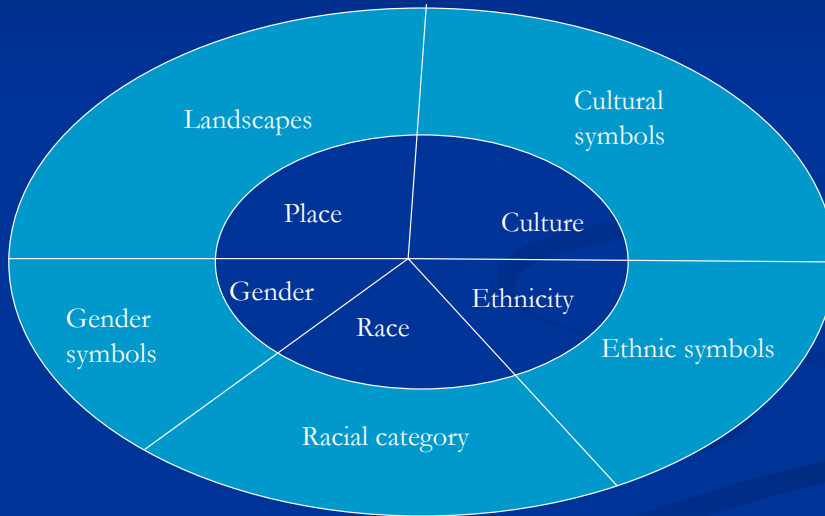 Landscapes
Cultural
symbols
Place
Culture
Gender
Ethnicity
Race
Gender
symbols
Ethnic symbols
Racial category